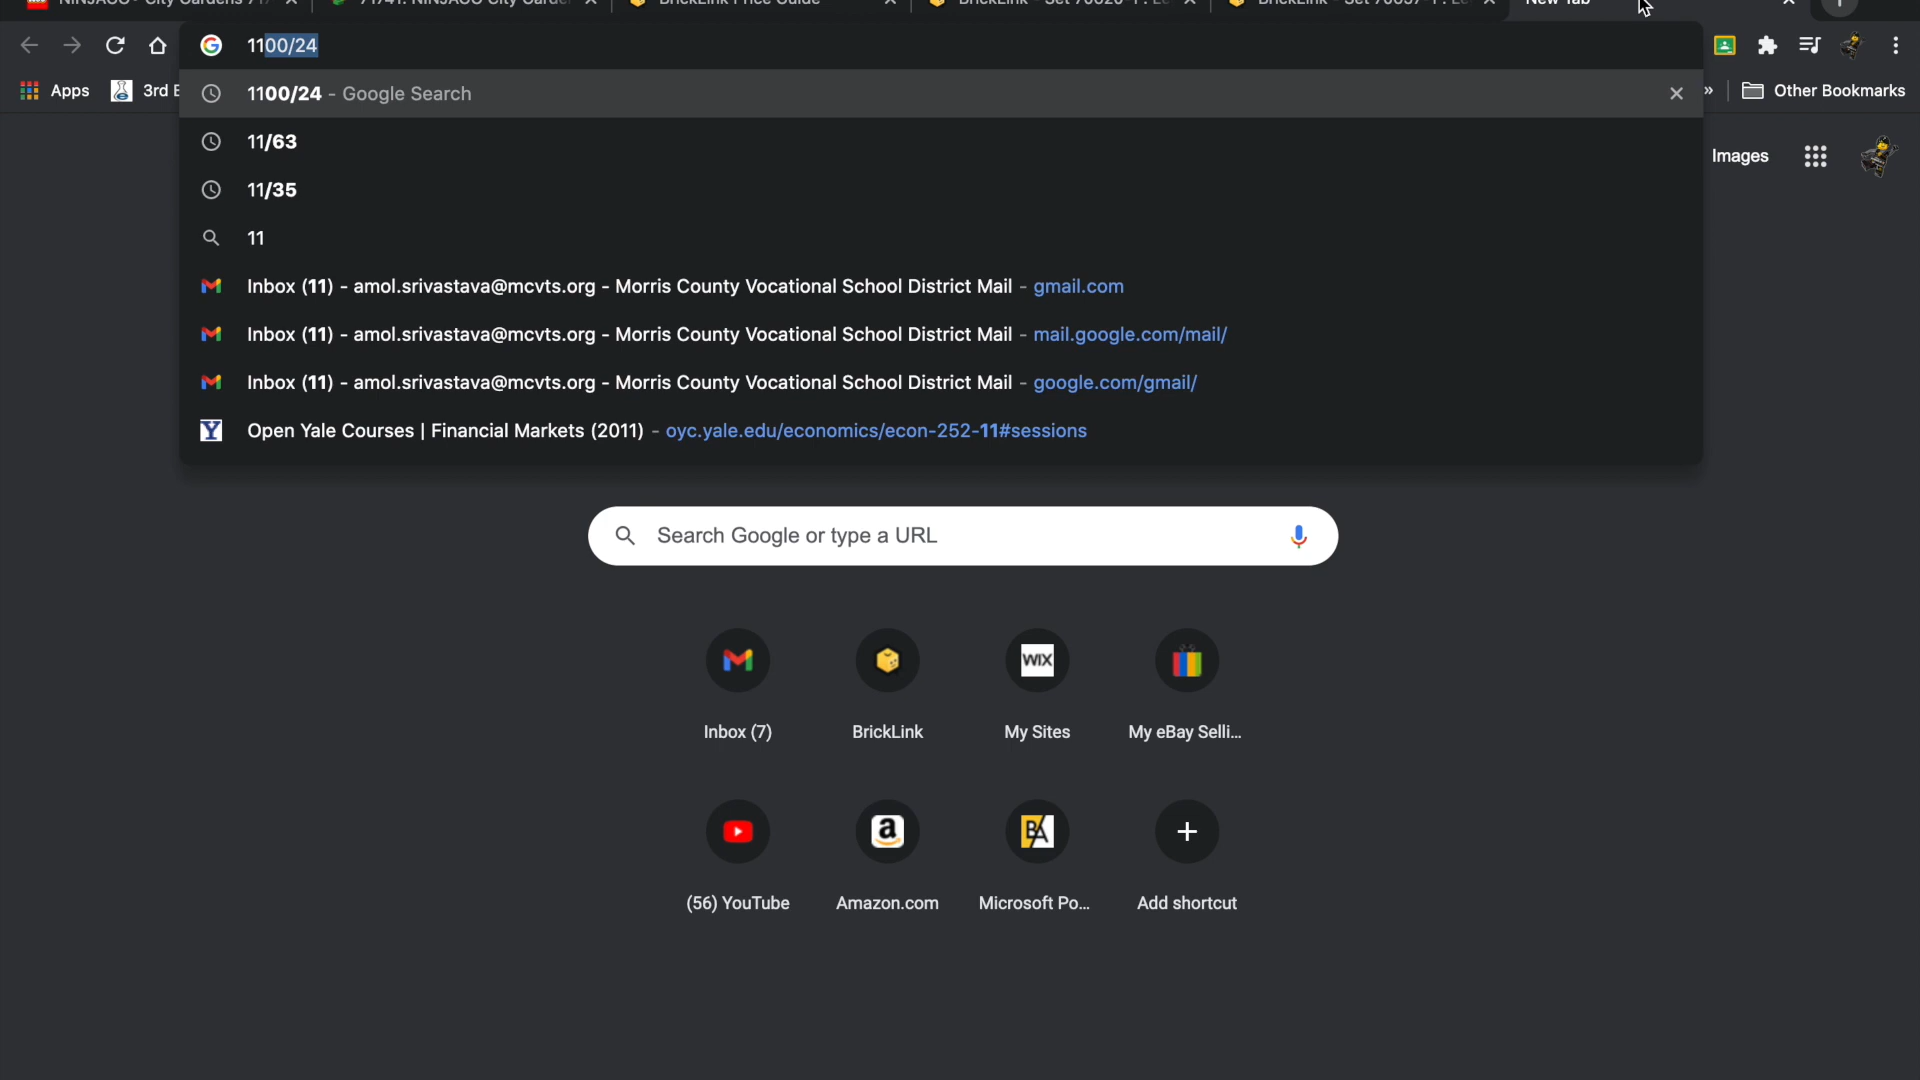 1100/24
Apps
3rd
Other Bookmarks
1100/24 - Google Search
11/63
11/35
Images
11
Inbox (11) - amol.srivastava@mcvts.org - Morris County Vocational School District Mail - gmail.com
Inbox (11) - amol.srivastava@mcvts.org - Morris County Vocational School District Mail - mail.google.com/mail/
Inbox (11) - amol.srivastava@mcvts.org - Morris County Vocational School District Mail - google.com/gmail/
Open Yale Courses | Financial Markets (2011) - oyc.yale.edu/economics/econ-252-11#sessions
Search Google or type a URL
WIX
Inbox (7)
BrickLink
My Sites
My eBay Selli...
a
BA
(56) YouTube
Amazon.com
Microsoft Po...
Add shortcut